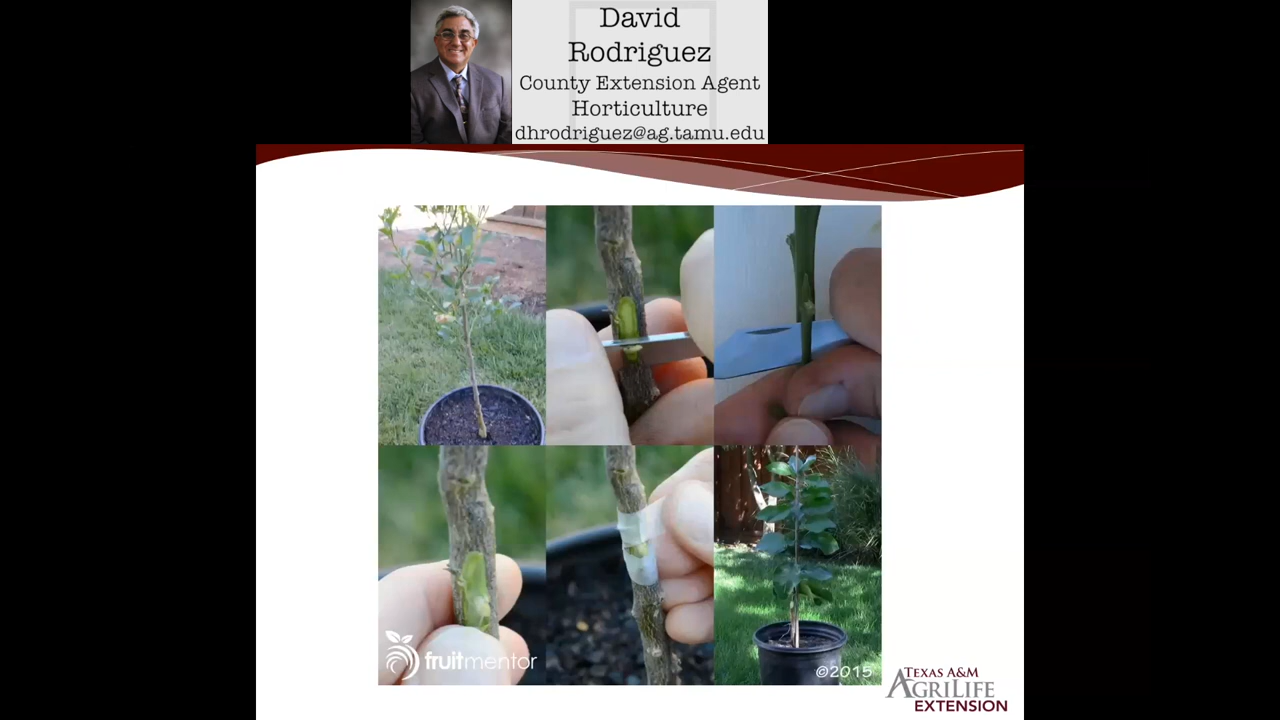 David
Rodriguez
County Extension Agent
Horticulture
dhrodriguez@ag.tamu.edu
fruitmentor
©2015
TEXAS A&M
AGRILIFE
EXTENSION